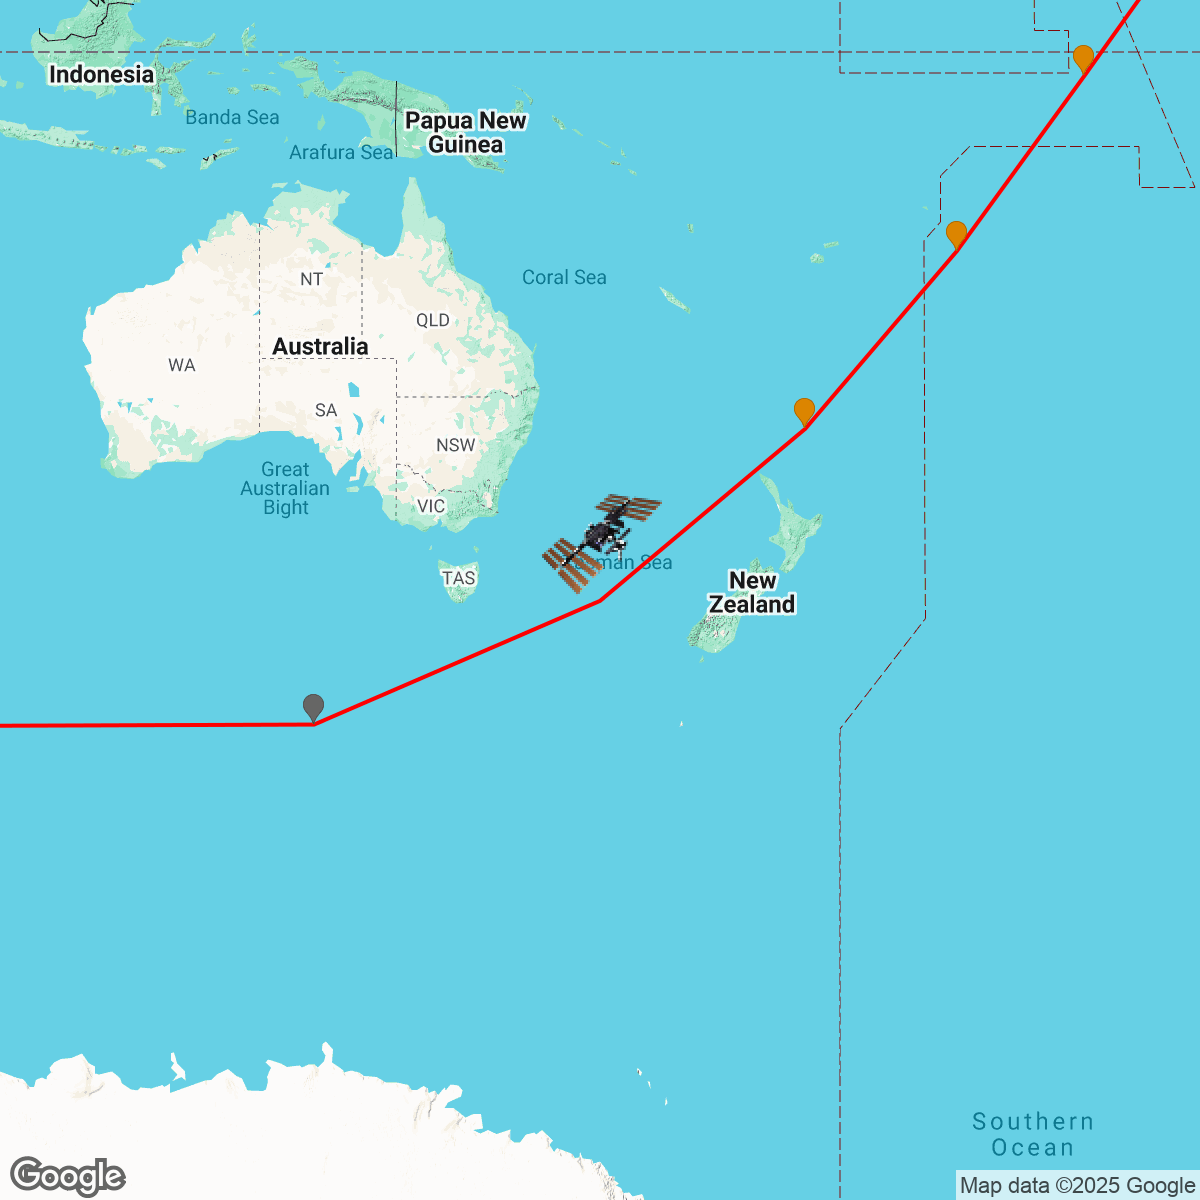 Indonesia
Banda Sea
Papua New
Guinea
Arafura Sea
NT
Coral Sea
QLD
Australia
WA
SA
NSW
Great
Australian
Bight
VIC
man Sea
TAS
New
Zealand
Southern
Ocean
Google
Map data ©2025 Google